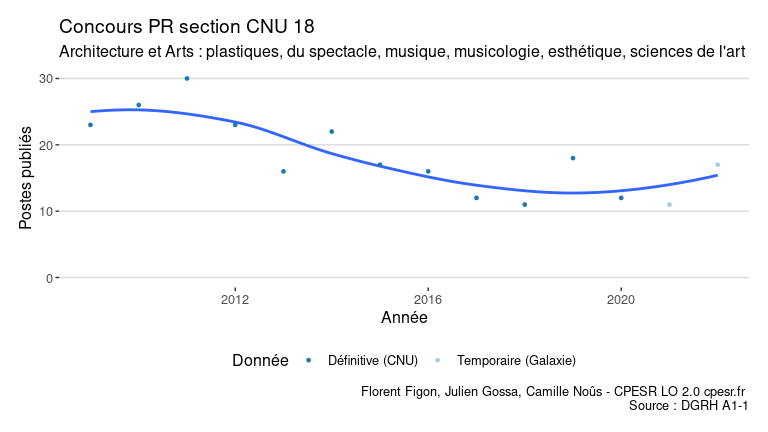 Concours PR section CNU 18
Architecture et Arts : plastiques, du spectacle, musique, musicologie, esthétique, sciences de l'art
30
20
10
0
Postes publiés
2012
2016
2020
Année
Donnée
Définitive (CNU)
Temporaire (Galaxie)
Florent Figon, Julien Gossa, Camille Noûs - CPESR LO 2.0 cpesr.fr
Source : DGRH A1-1